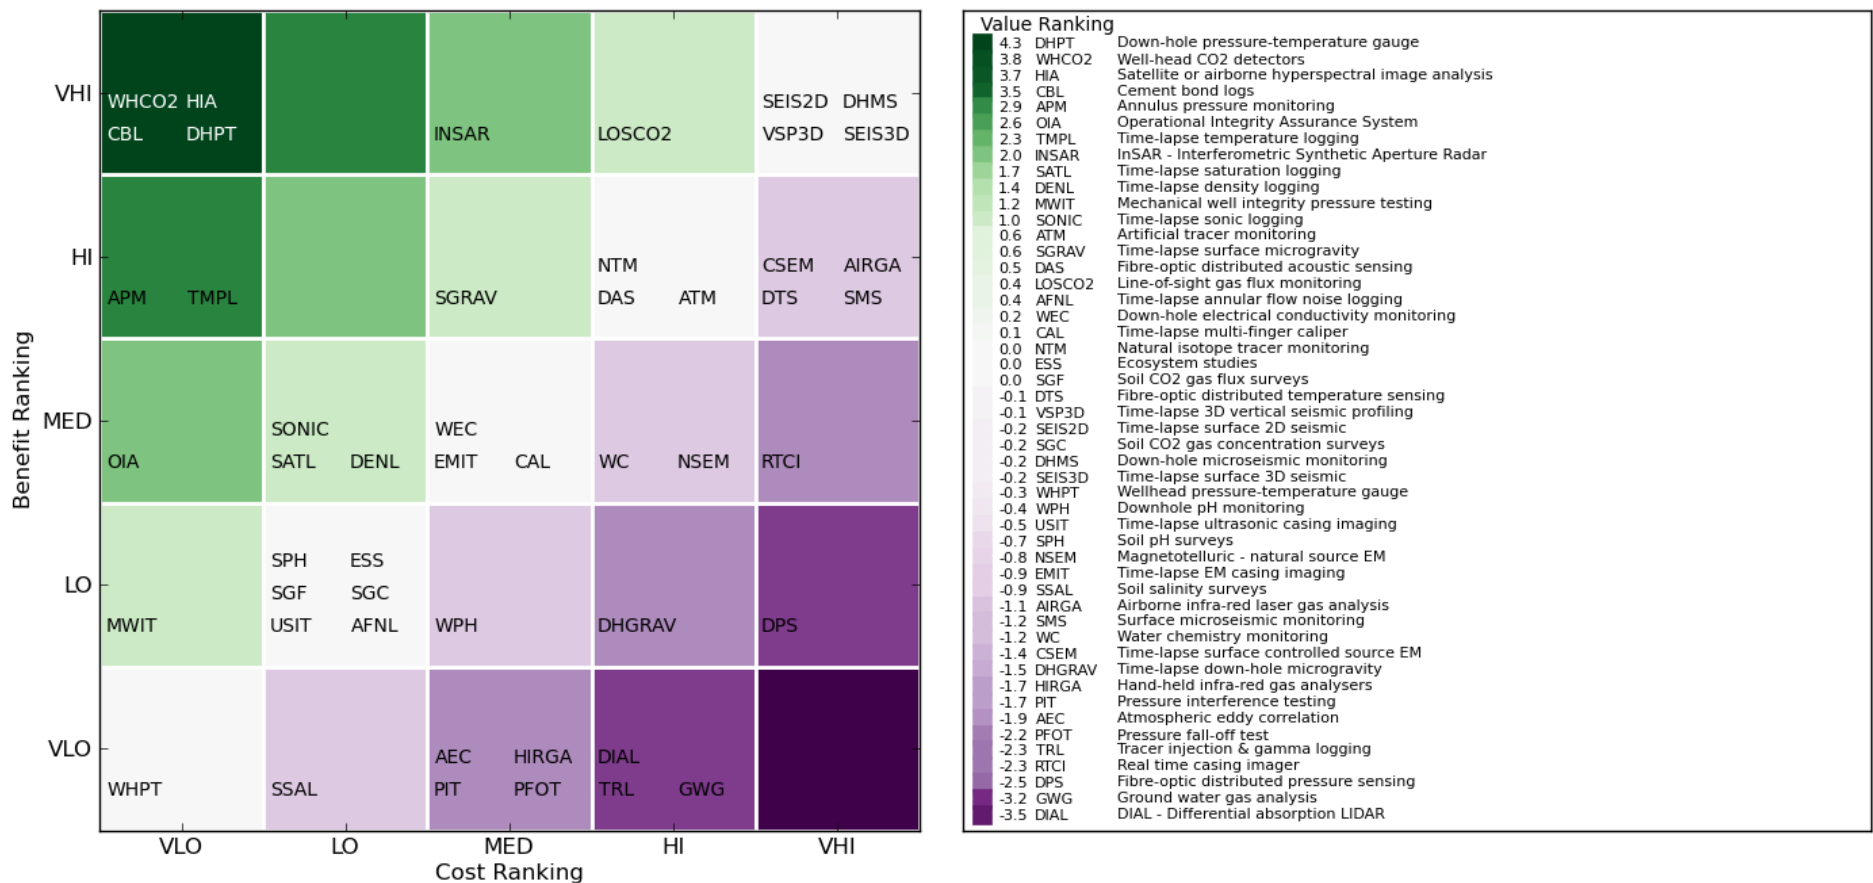 VHI
WHCO2 HIA
CBL DHPT
INSAR
LOSCO2
SEIS2D DHMS
VSP3D SEIS3D
HI
APM TMPL
SGRAV
NTM
DAS ATM
CSEM AIRGA
DTS SMS
MED
OIA
SONIC
SATL DENL
WEC
EMIT CAL
WC NSEM
RTCI
LO
MWIT
SPH ESS
SGF SGC
USIT AFNL
WPH
DHGRAV
DPS
VLO
WHPT
SSAL
AEC HIRGA
PIT PFOT
DIAL
TRL GWG
Benefit Ranking
VLO LO MED HI VHI
Cost Ranking
Value Ranking
4.3 DHPT Down-hole pressure-temperature gauge
3.8 WHCO2 Well-head CO2 detectors
3.7 HIA Satellite or airborne hyperspectral image analysis
3.5 CBL Cement bond logs
2.9 APM Annulus pressure monitoring
2.6 OIA Operational Integrity Assurance System
2.3 TMPL Time-lapse temperature logging
2.0 INSAR InSAR - Interferometric Synthetic Aperture Radar
1.7 SATL Time-lapse saturation logging
1.4 DENL Time-lapse density logging
1.2 MWIT Mechanical well integrity pressure testing
1.0 SONIC Time-lapse sonic logging
0.6 ATM Artificial tracer monitoring
0.6 SGRAV Time-lapse surface microgravity
0.5 DAS Fibre-optic distributed acoustic sensing
0.4 LOSCO2 Line-of-sight gas flux monitoring
0.4 AFNL Time-lapse annular flow noise logging
0.2 WEC Down-hole electrical conductivity monitoring
0.1 CAL Time-lapse multi-finger caliper
0.0 NTM Natural isotope tracer monitoring
0.0 ESS Ecosystem studies
0.0 SGF Soil CO2 gas flux surveys
-0.1 DTS Fibre-optic distributed temperature sensing
-0.1 VSP3D Time-lapse 3D vertical seismic profiling
-0.2 SEIS2D Time-lapse surface 2D seismic
-0.2 SGC Soil CO2 gas concentration surveys
-0.2 DHMS Down-hole microseismic monitoring
-0.2 SEIS3D Time-lapse surface 3D seismic
-0.3 WHPT Wellhead pressure-temperature gauge
-0.4 WPH Downhole pH monitoring
-0.5 USIT Time-lapse ultrasonic casing imaging
-0.7 SPH Soil pH surveys
-0.8 NSEM Magnetotelluric - natural source EM
-0.9 EMIT Time-lapse EM casing imaging
-0.9 SSAL Soil salinity surveys
-1.1 AIRGA Airborne infra-red laser gas analysis
-1.2 SMS Surface microseismic monitoring
-1.2 WC Water chemistry monitoring
-1.4 CSEM Time-lapse surface controlled source EM
-1.5 DHGRAV Time-lapse down-hole microgravity
-1.7 HIRGA Hand-held infra-red gas analysers
-1.7 PIT Pressure interference testing
-1.9 AEC Atmospheric eddy correlation
-2.2 PFOT Pressure fall-off test
-2.3 TRL Tracer injection & gamma logging
-2.3 RTCI Real time casing imager
-2.5 DPS Fibre-optic distributed pressure sensing
-3.2 GWG Ground water gas analysis
-3.5 DIAL DIAL - Differential absorption LIDAR